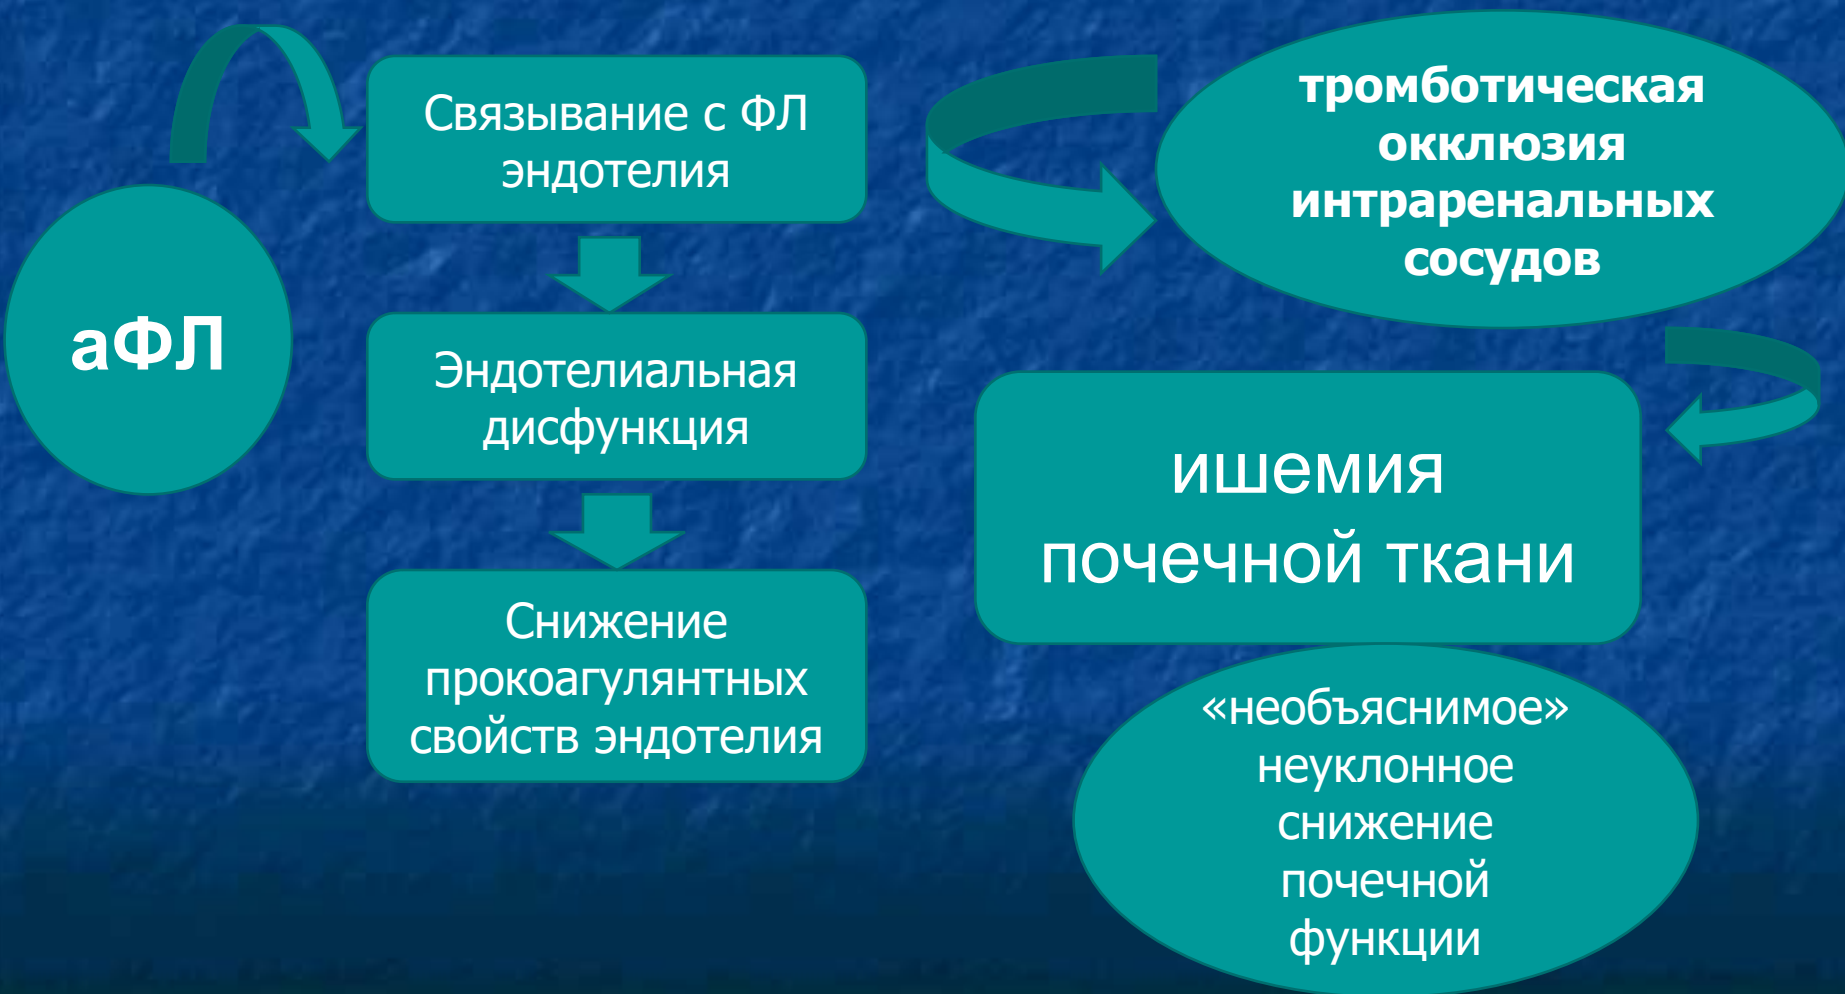 аФЛ
Связывание с ФЛ
эндотелия
Эндотелиальная
дисфункция
Снижение
прокоагулянтных
свойств эндотелия
тромботическая
окклюзия
интраренальных
сосудов
ишемия
почечной ткани
«необъяснимое»
неуклонное
снижение
почечной
функции